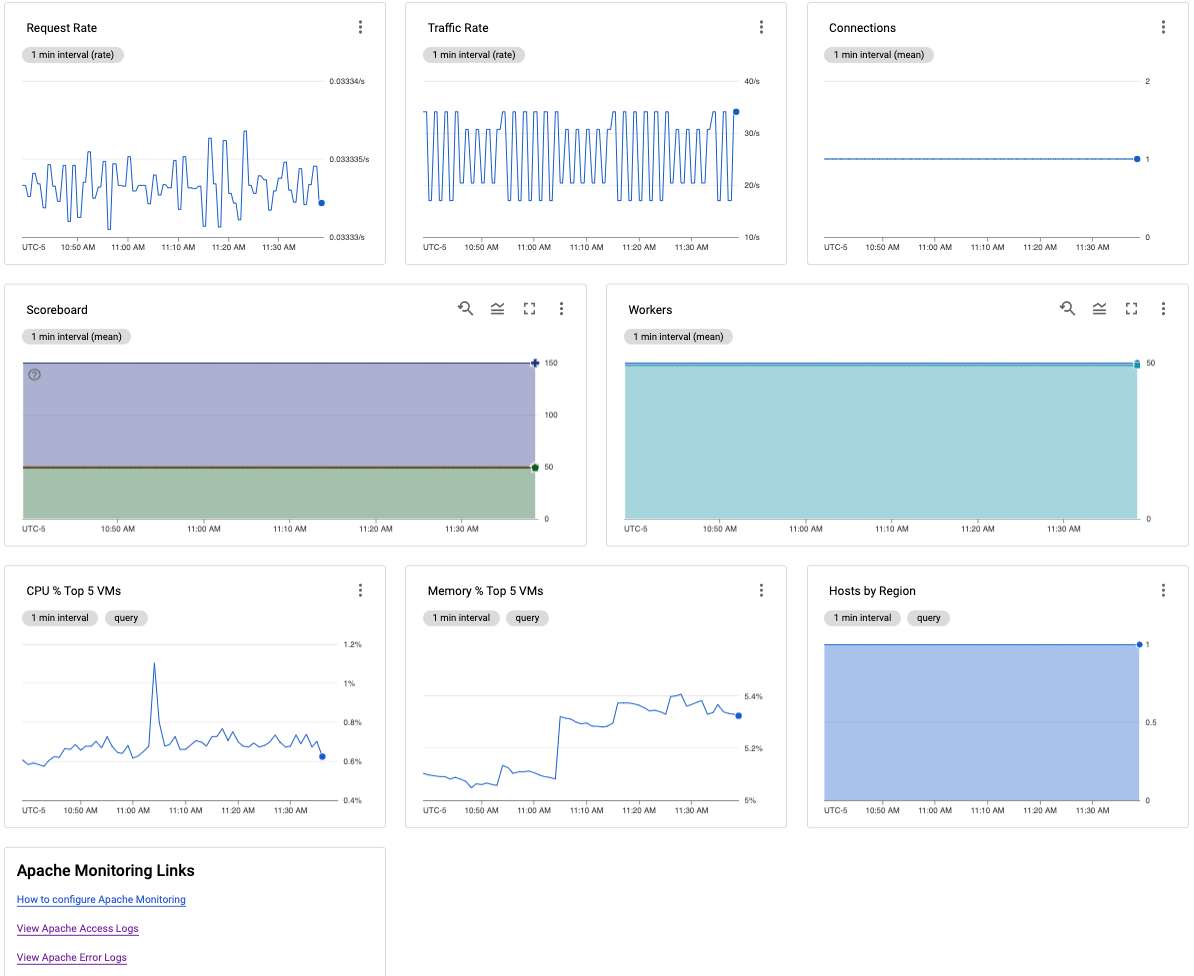 Request Rate
1 min interval (rate)
0.03334/s
0.033335/s
0.03333/s
UTC-5 10:50 AM 11:00 AM 11:10 AM 11:20 AM 11:30 AM
Traffic Rate
1 min interval (rate)
40/s
30/s
20/s
10/s
UTC-5 10:50 AM 11:00 AM 11:10 AM 11:20 AM 11:30 AM
Connections
1 min interval (mean)
2
1
0
UTC-5 10:50 AM 11:00 AM 11:10 AM 11:20 AM 11:30 AM
Scoreboard
1 min interval (mean)
150
100
50
0
UTC-5 10:50 AM 11:00 AM 11:10 AM 11:20 AM 11:30 AM
Workers
1 min interval (mean)
50
0
UTC-5 10:50 AM 11:00 AM 11:10 AM 11:20 AM 11:30 AM
CPU % Top 5 VMs
1 min interval query
1.2%
1%
0.8%
0.6%
0.4%
UTC-5 10:50 AM 11:00 AM 11:10 AM 11:20 AM 11:30 AM
Memory % Top 5 VMs
1 min interval query
5.4%
5.2%
5%
UTC-5 10:50 AM 11:00 AM 11:10 AM 11:20 AM 11:30 AM
Hosts by Region
1 min interval query
1
0.5
0
UTC-5 10:50 AM 11:00 AM 11:10 AM 11:20 AM 11:30 AM
Apache Monitoring Links
How to configure Apache Monitoring
View Apache Access Logs
View Apache Error Logs